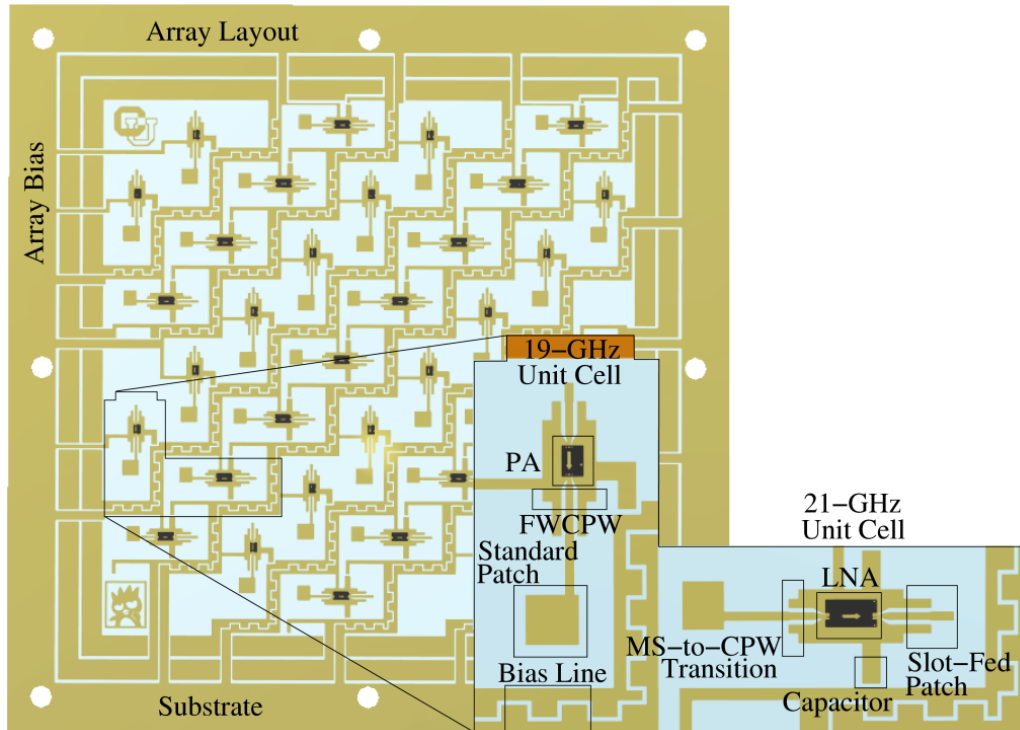 Array Layout
CU
Array Bias
19-GHz
Unit Cell
PA
FWCPW
Standard
Patch
Bias Line
21-GHz
Unit Cell
LNA
MS-to-CPW
Transition
Slot-Fed
Patch
Capacitor
Substrate